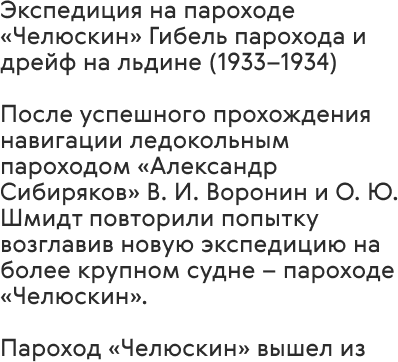 Экспедиция на пароходе
«Челюскин» Гибель парохода и
дрейф на льдине (1933–1934)
После успешного прохождения
навигации ледокольным
пароходом «Александр
Сибиряков» В. И. Воронин и О. Ю.
Шмидт повторили попытку
возглавив новую экспедицию на
более крупном судне – пароходе
«Челюскин».
Пароход «Челюскин» вышел из